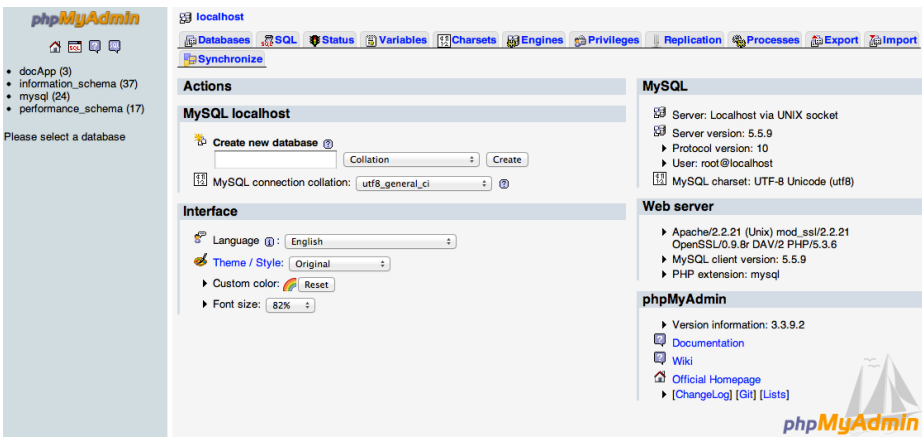 phpMyAdmin
docApp (3)
information_schema (37)
mysql (24)
performance_schema (17)
Please select a database
localhost
Databases SQL Status Variables Charsets Engines Privileges Replication Processes Export Import
Synchronize
Actions
MySQL localhost
Create new database
Collation Create
MySQL connection collation: utf8_general_ci
Interface
Language : English
Theme / Style: Original
Custom color: Reset
Font size: 82%
MySQL
Server: Localhost via UNIX socket
Server version: 5.5.9
Protocol version: 10
User: root@localhost
MySQL charset: UTF-8 Unicode (utf8)
Web server
Apache/2.2.21 (Unix) mod_ssl/2.2.21
OpenSSL/0.9.8r DAV/2 PHP/5.3.6
MySQL client version: 5.5.9
PHP extension: mysql
phpMyAdmin
Version information: 3.3.9.2
Documentation
Wiki
Official Homepage
[ChangeLog] [Git] [Lists]
phpMyAdmin